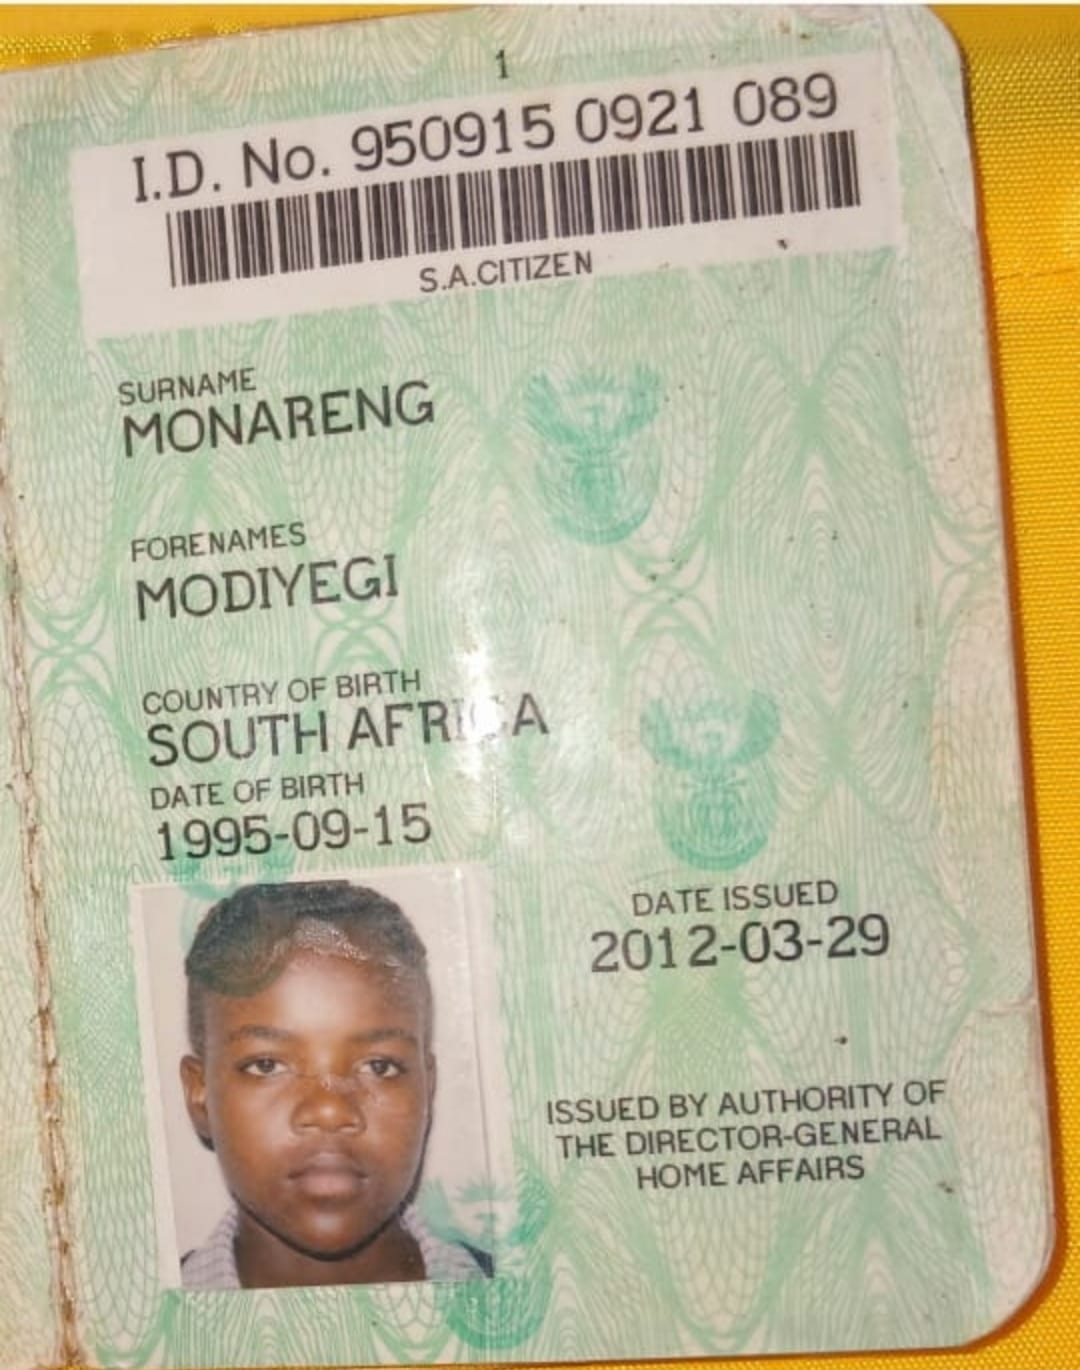 1
I.D. No. 950915 0921 089
S.A.CITIZEN
SURNAME
MONARENG
FORENAMES
MODIYEGI
COUNTRY OF BIRTH
SOUTH AFRICA
DATE OF BIRTH
1995-09-15
DATE ISSUED
2012-03-29
ISSUED BY AUTHORITY OF
THE DIRECTOR-GENERAL
HOME AFFAIRS